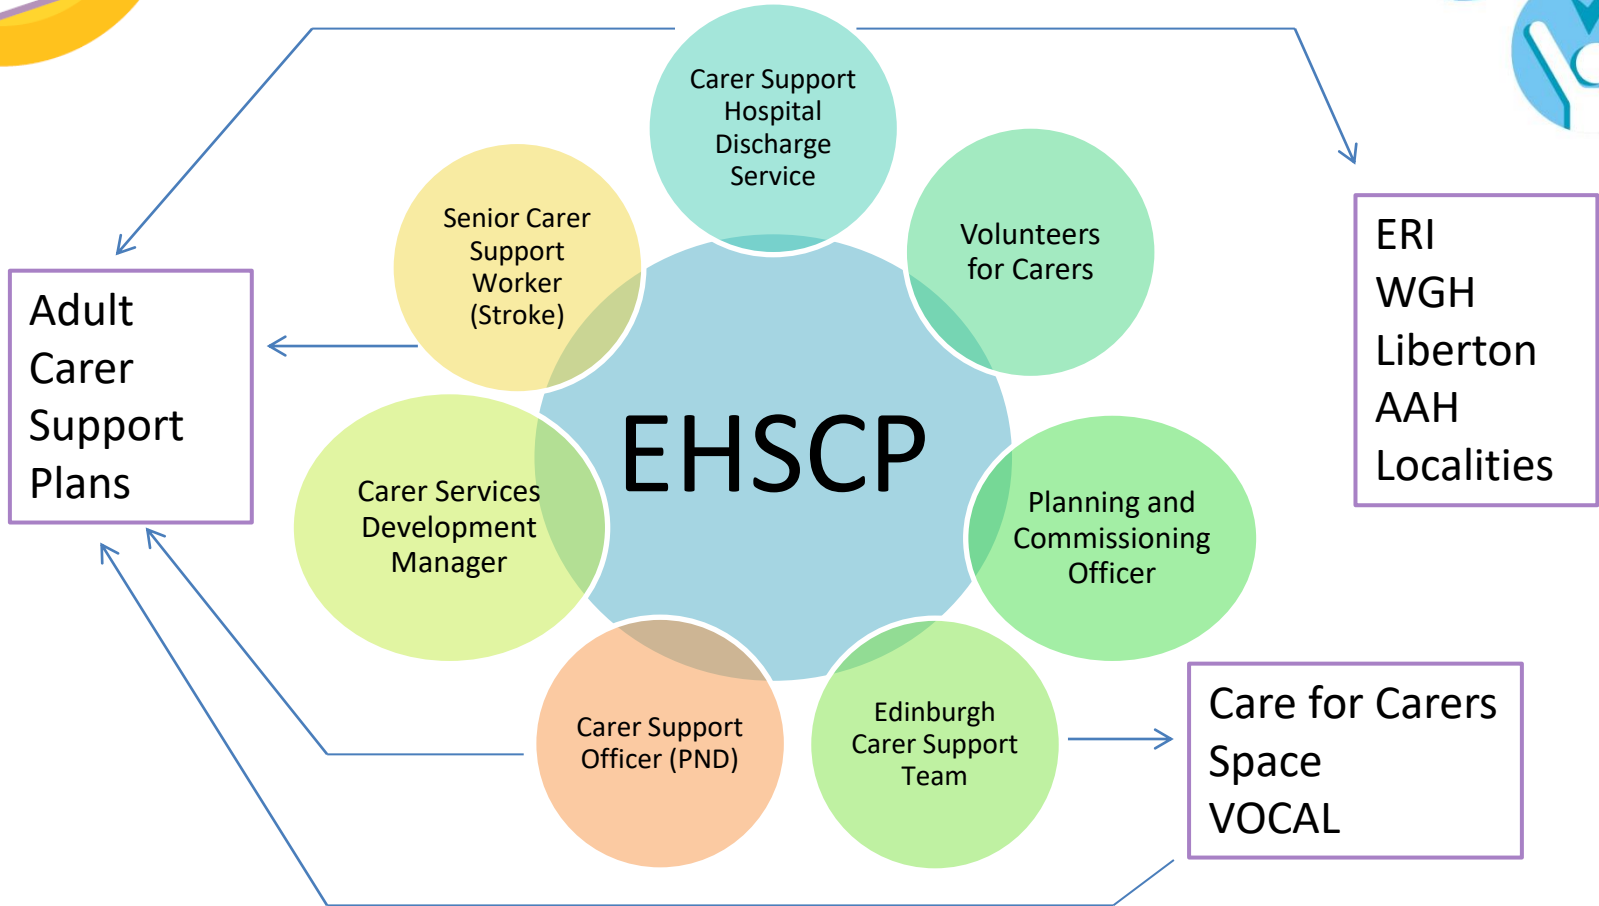 Carer Support
Hospital
Discharge
Service
Senior Carer
Support
Worker
(Stroke)
Volunteers
for Carers
ERI
WGH
Liberton
AAH
Localities
Adult
Carer
Support
Plans
EHSCP
Carer Services
Development
Manager
Planning and
Commissioning
Officer
Carer Support
Officer (PND)
Edinburgh
Carer Support
Team
Care for Carers
Space
VOCAL